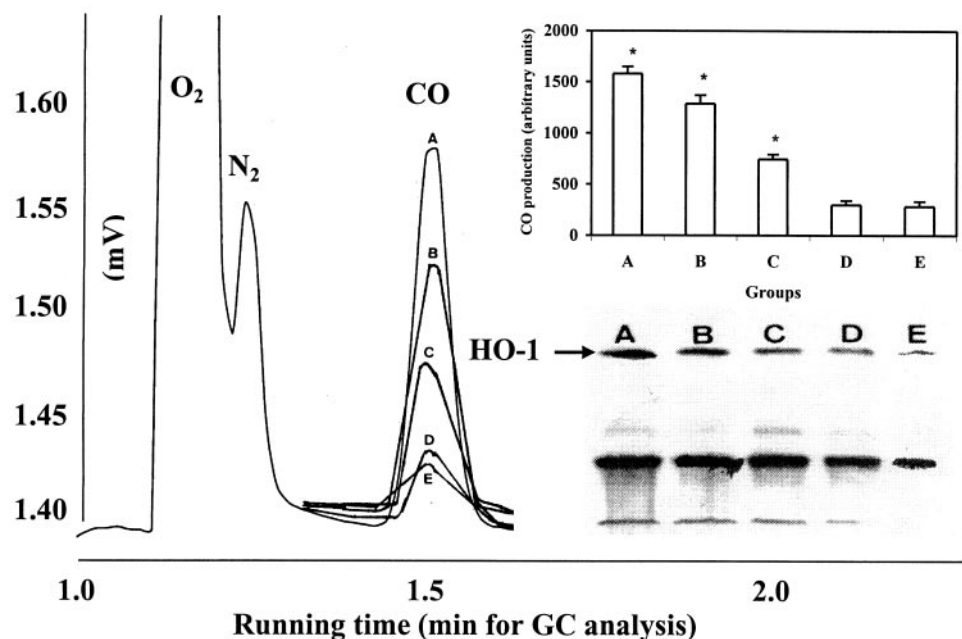 1.60
1.55
1.50
1.45
1.40
(mV)
O₂
N₂
CO
A
B
C
D
E
1.0
1.5
2.0
Running time (min for GC analysis)
CO production (arbitrary units)
2000
1500
1000
500
0
*
*
*
A B C D E
Groups
HO-1
A B C D E